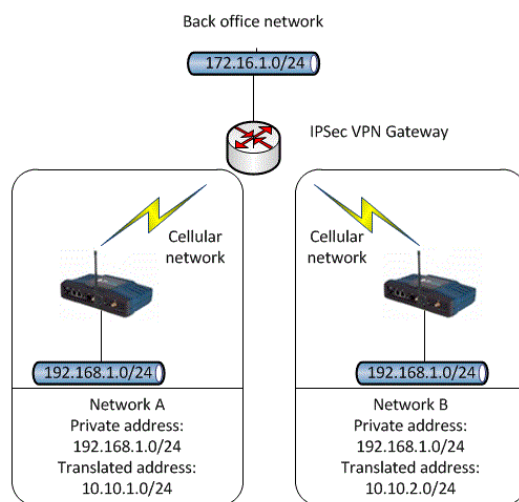 Back office network
172.16.1.0/24
IPSec VPN Gateway
Cellular
network
192.168.1.0/24
Network A
Private address:
192.168.1.0/24
Translated address:
10.10.1.0/24
Cellular
network
192.168.1.0/24
Network B
Private address:
192.168.1.0/24
Translated address:
10.10.2.0/24